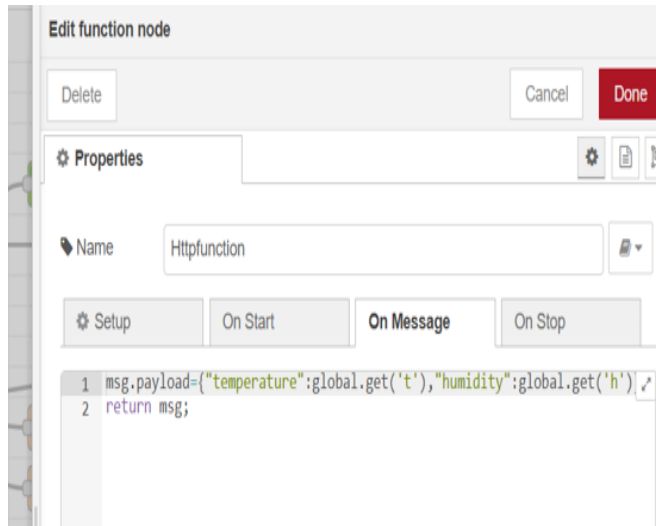 Edit function node
Delete
Cancel
Done
Properties
Name
Httpfunction
Setup
On Start
On Message
On Stop
1 msg.payload={"temperature":global.get('t'),"humidity":global.get('h')
2 return msg;